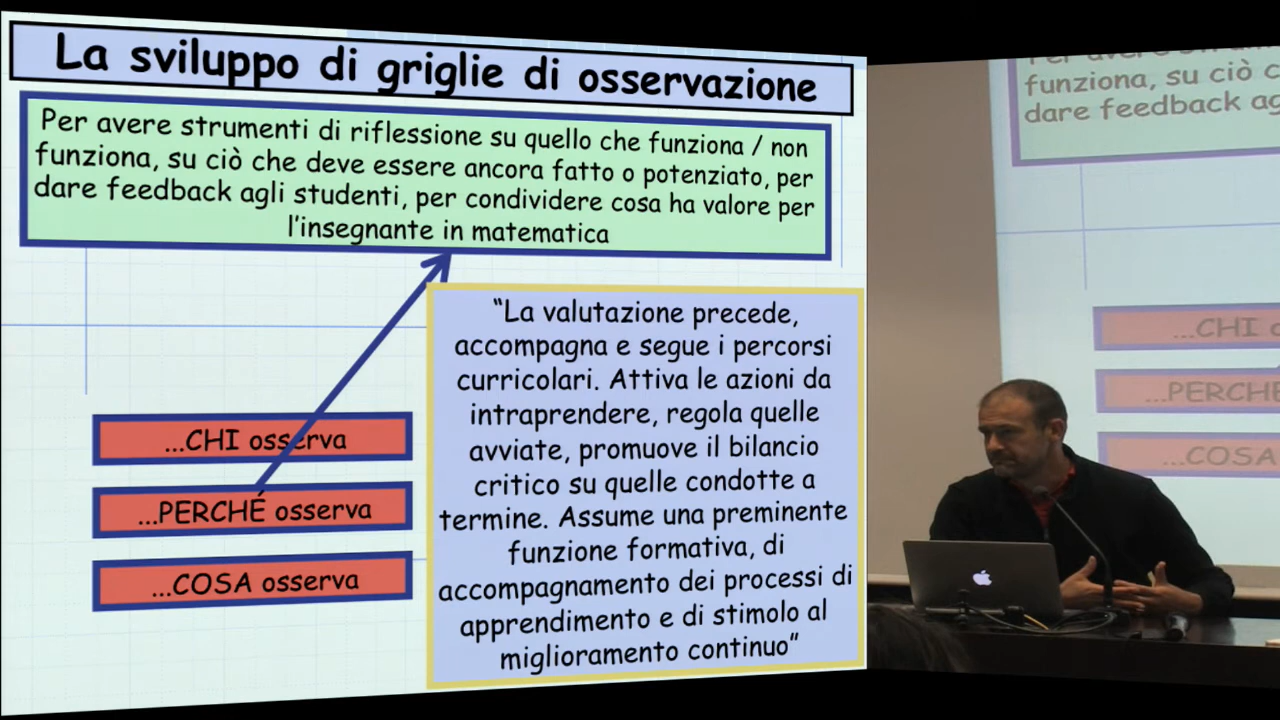 La sviluppo di griglie di osservazione
Per avere strumenti di riflessione su quello che funziona / non
funziona, su ciò che deve essere ancora fatto o potenziato, per
dare feedback agli studenti, per condividere cosa ha valore per
l'insegnante in matematica
...CHI osserva
...PERCHÉ osserva
...COSA osserva
“La valutazione precede,
accompagna e segue i percorsi
curricolari. Attiva le azioni da
intraprendere, regola quelle
avviate, promuove il bilancio
critico su quelle condotte a
termine. Assume una preminente
funzione formativa, di
accompagnamento dei processi di
apprendimento e di stimolo al
miglioramento continuo”
funziona, su ciò c
dare feedback ag
...CHI
...PERCHÉ
...COSA